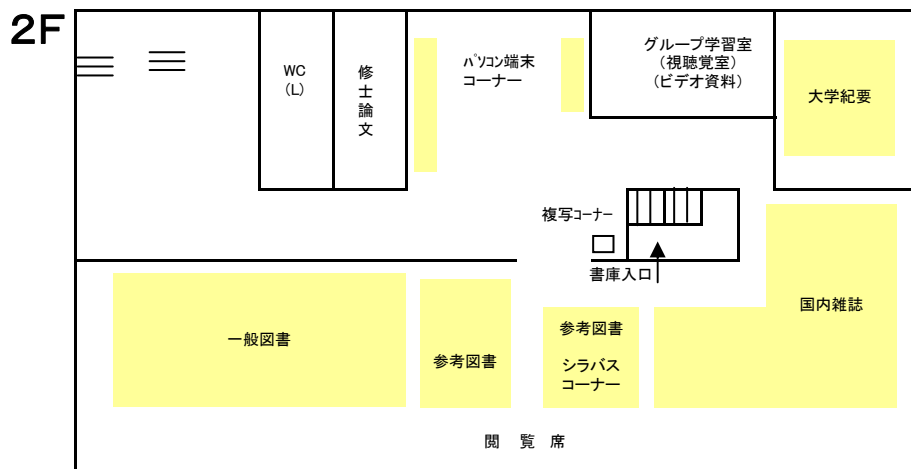 2F
WC
(L)
修士論文
パソコン端末
コーナー
グループ学習室
(視聴覚室)
(ビデオ資料)
大学紀要
複写コーナー
書庫入口
一般図書
参考図書
参考図書
シラバス
コーナー
国内雑誌
閲 覧 席